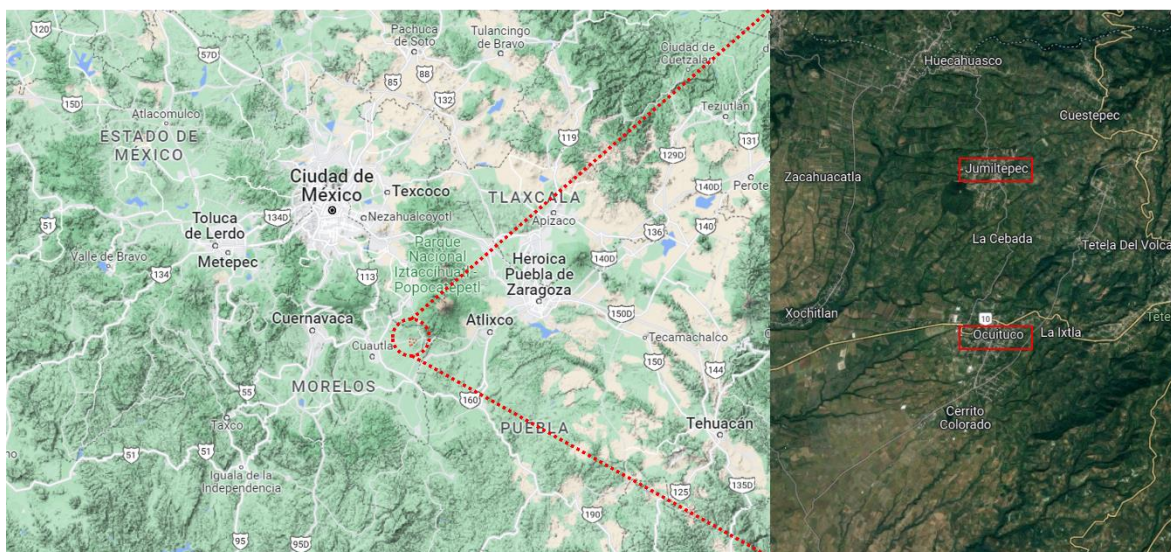 120
Pachuca
de Soto
Tulancingo
de Bravo
Ciudad de
Cuetzalan
57D
85
88
132
Teziutlán
15D
Atlacomulco
131
ESTADO DE
MÉXICO
119
129D
Ciudad de
México
Texcoco
TLAXCALA
140D
Perote
134D
Nezahualcoyotl
Apizaco
51
Toluca
de Lerdo
136
140
Valle de Bravo
Metepec
Parque
Nacional
Iztaccíhuatl-
Popocatépetl
Heroica
Puebla de
Zaragoza
140D
134
113
150D
Cuernavaca
Atlixco
Tecamachalco
Cuautla
150
144
MORELOS
55
160
Taxco
PUEBLA
Tehuacán
51
51
Iguala de la
Independencia
125
135D
190
95
95D
Huecahuasco
Cuestepec
Jumiltepec
Zacahuacatla
La Cebada
Tetela Del Volca
Xochitlan
10
Ocuituco
La Ixtla
Tete
Cerrito
Colorado